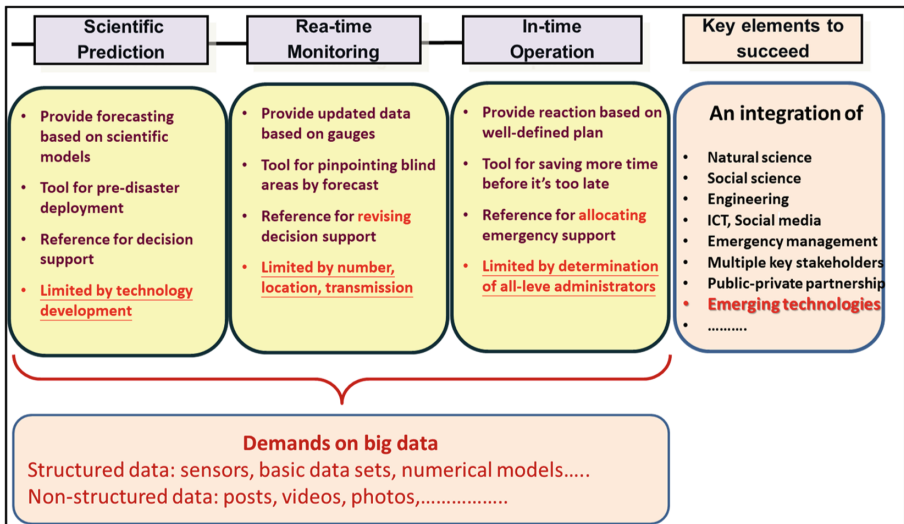 Scientific
Prediction
Rea-time
Monitoring
In-time
Operation
Key elements to
succeed
• Provide forecasting
based on scientific
models
• Tool for pre-disaster
deployment
• Reference for decision
support
• Limited by technology
development
• Provide updated data
based on gauges
• Tool for pinpointing blind
areas by forecast
• Reference for revising
decision support
• Limited by number,
location, transmission
• Provide reaction based on
well-defined plan
• Tool for saving more time
before it's too late
• Reference for allocating
emergency support
• Limited by determination
of all-leve administrators
An integration of
• Natural science
• Social science
• Engineering
• ICT, Social media
• Emergency management
• Multiple key stakeholders
• Public-private partnership
• Emerging technologies
• ……….
Demands on big data
Structured data: sensors, basic data sets, numerical models…..
Non-structured data: posts, videos, photos,……………..